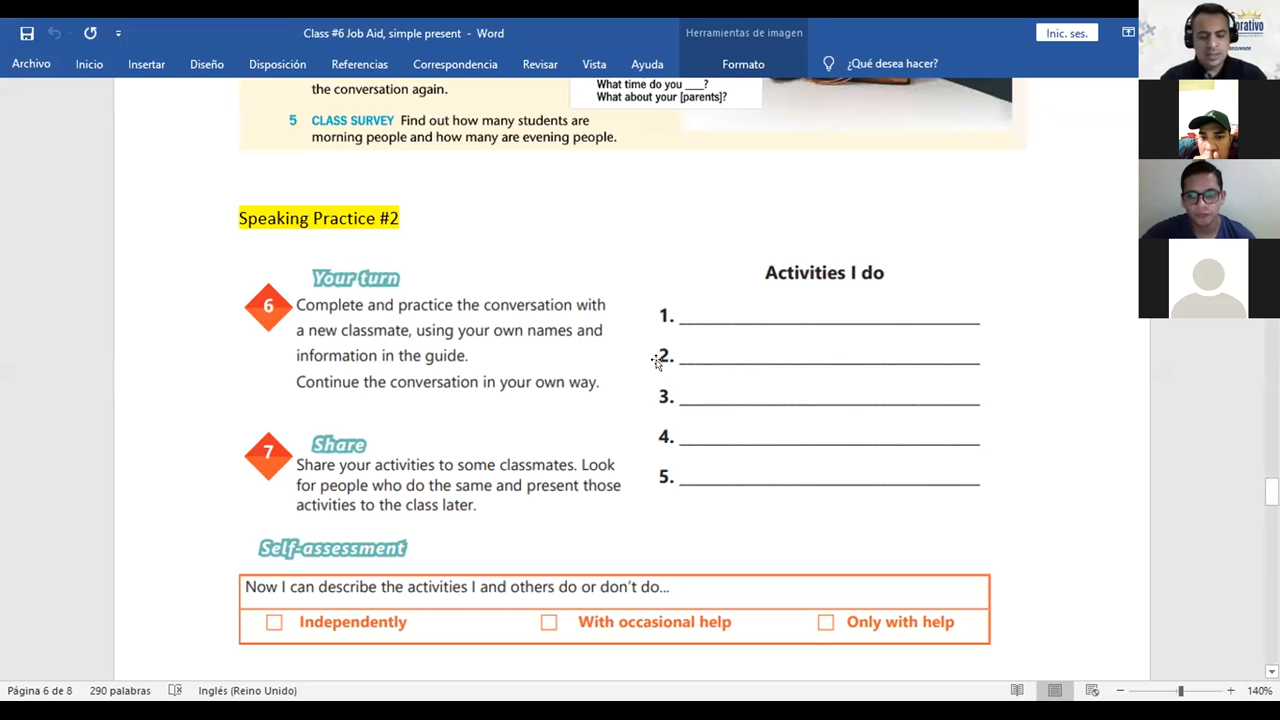 Class #6 Job Aid, simple present - Word
Herramientas de imagen
Inic. ses.
Archivo Inicio Insertar Diseño Disposición Referencias Correspondencia Revisar Vista Ayuda Formato ¿Qué desea hacer?
the conversation again.
What time do you ___?
What about your [parents]?
5 CLASS SURVEY Find out how many students are
morning people and how many are evening people.
Speaking Practice #2
Your turn
6 Complete and practice the conversation with
a new classmate, using your own names and
information in the guide.
Continue the conversation in your own way.
7 Share
Share your activities to some classmates. Look
for people who do the same and present those
activities to the class later.
Activities I do
1. ______________________________
2. ______________________________
3. ______________________________
4. ______________________________
5. ______________________________
Self-assessment
Now I can describe the activities I and others do or don't do...
Independently With occasional help Only with help
Página 6 de 8 290 palabras Inglés (Reino Unido) 140%